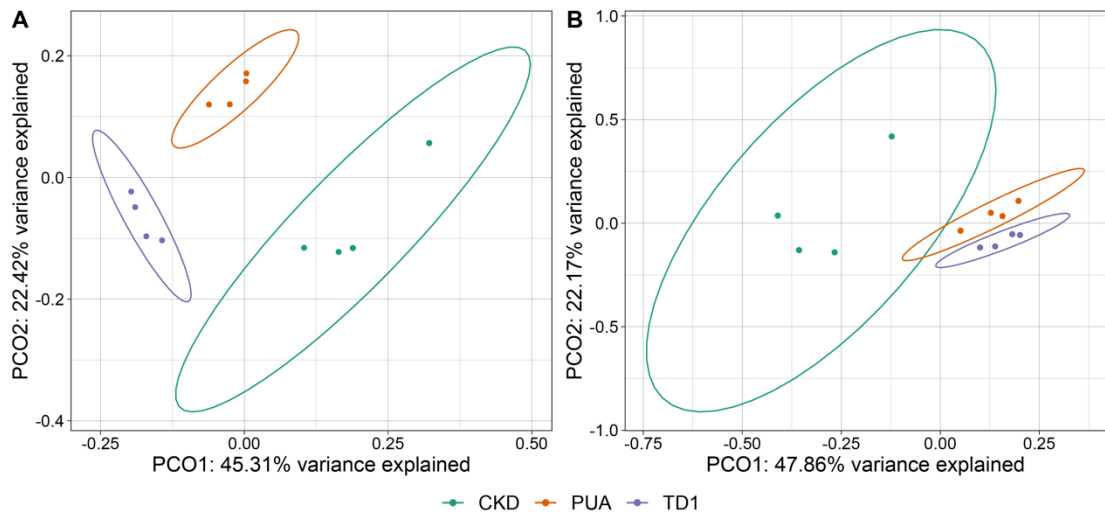 A
B
0.2
0.0
-0.2
-0.4
PCO2: 22.42% variance explained
-0.25
0.00
0.25
0.50
PCO1: 45.31% variance explained
1.0
0.5
0.0
-0.5
-1.0
PCO2: 22.17% variance explained
-0.75
-0.50
-0.25
0.00
0.25
PCO1: 47.86% variance explained
CKD PUA TD1